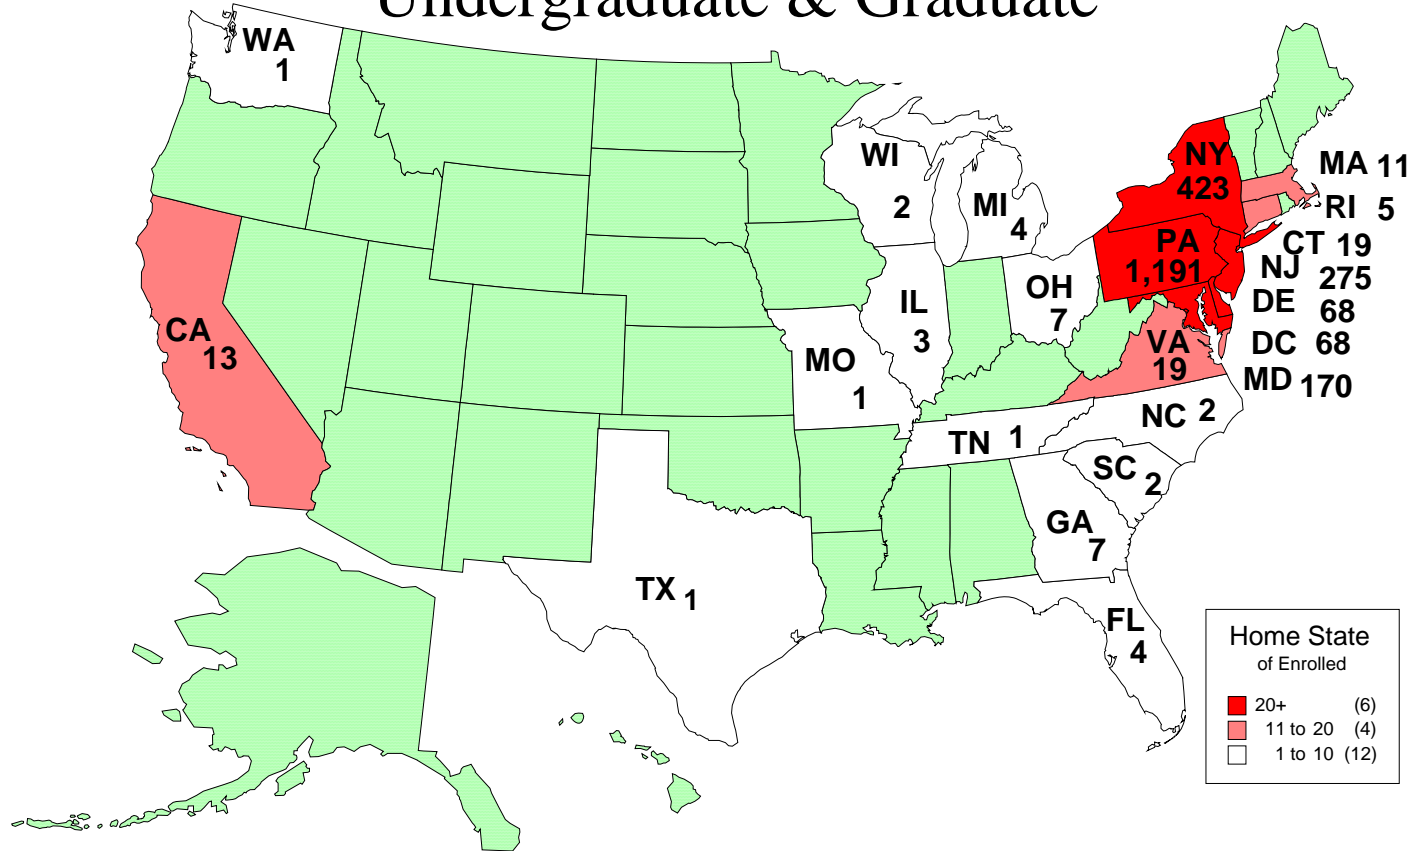 Undergraduate & Graduate
WA
1
CA
13
TX 1
WI
2
MI
4
IL
3
MO
1
OH
7
TN 1
NC 2
SC 2
GA
7
FL
4
VA
19
NY
423
PA
1,191
MA 11
RI 5
CT 19
NJ 275
DE 68
DC 68
MD 170
Home State
of Enrolled
20+ (6)
11 to 20 (4)
1 to 10 (12)